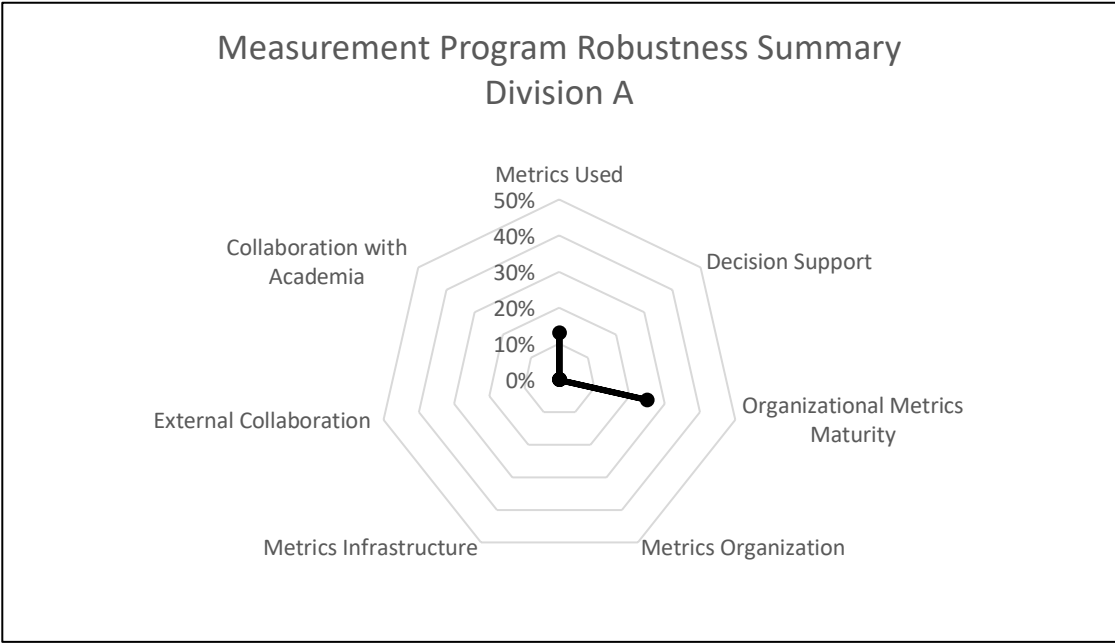 Measurement Program Robustness Summary
Division A
Metrics Used
50%
40%
30%
20%
10%
0%
Decision Support
Organizational Metrics
Maturity
Metrics Organization
Metrics Infrastructure
External Collaboration
Collaboration with
Academia